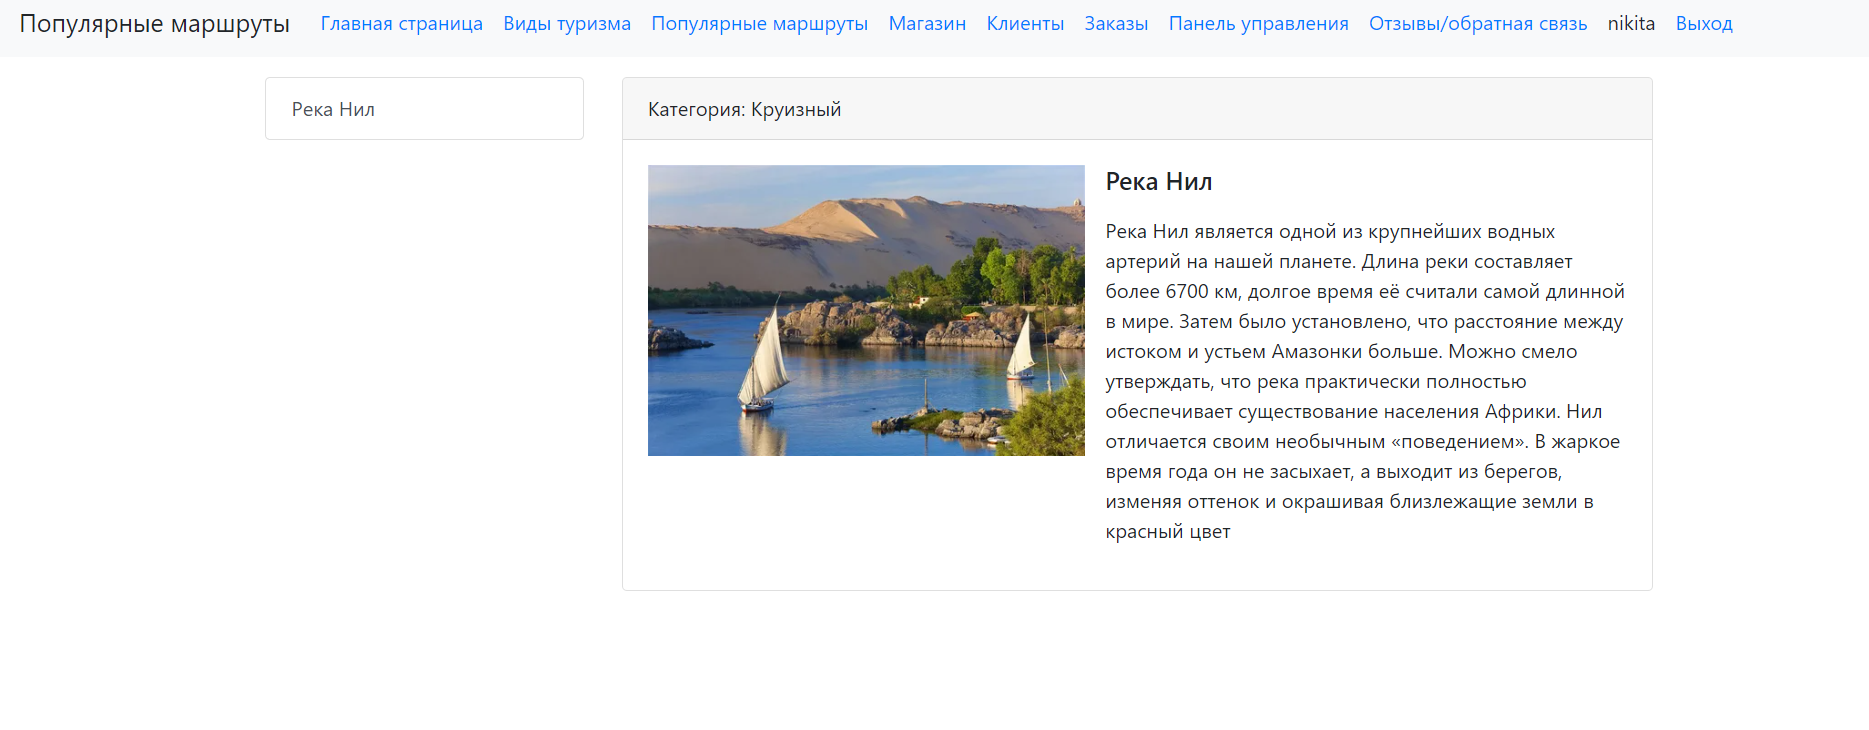 Популярные маршруты Главная страница Виды туризма Популярные маршруты Магазин Клиенты Заказы Панель управления Отзывы/обратная связь nikita Выход
Река Нил
Категория: Круизный
Река Нил
Река Нил является одной из крупнейших водных
артерий на нашей планете. Длина реки составляет
более 6700 км, долгое время её считали самой длинной
в мире. Затем было установлено, что расстояние между
истоком и устьем Амазонки больше. Можно смело
утверждать, что река практически полностью
обеспечивает существование населения Африки. Нил
отличается своим необычным «поведением». В жаркое
время года он не засыхает, а выходит из берегов,
изменяя оттенок и окрашивая близлежащие земли в
красный цвет